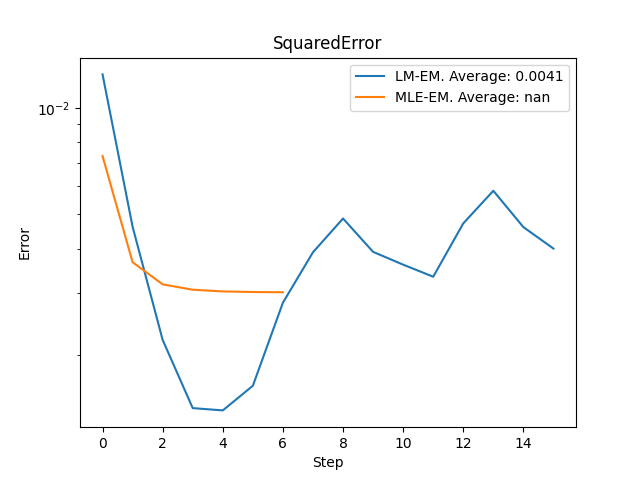 SquaredError
LM-EM. Average: 0.0041
MLE-EM. Average: nan
10⁻²
Error
0 2 4 6 8 10 12 14
Step